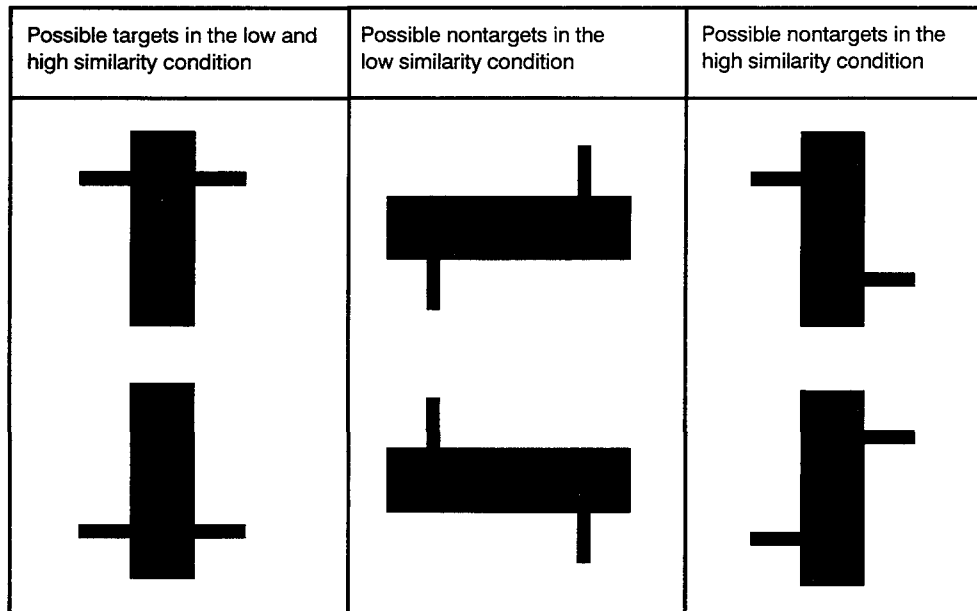 Possible targets in the low and
high similarity condition
Possible nontargets in the
low similarity condition
Possible nontargets in the
high similarity condition